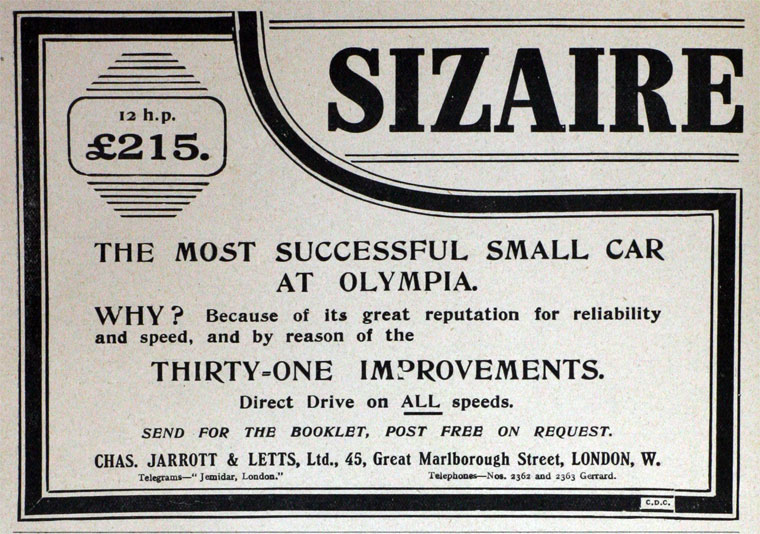 SIZAIRE
12 h.p.
£215.
THE MOST SUCCESSFUL SMALL CAR
AT OLYMPIA.
WHY? Because of its great reputation for reliability
and speed, and by reason of the
THIRTY-ONE IMPROVEMENTS.
Direct Drive on ALL speeds.
SEND FOR THE BOOKLET, POST FREE ON REQUEST.
CHAS. JARROTT & LETTS, Ltd., 45, Great Marlborough Street, LONDON, W.
Telegrams—"Jemidar, London." Telephones—Nos. 2362 and 2363 Gerrard.
C.D.C.